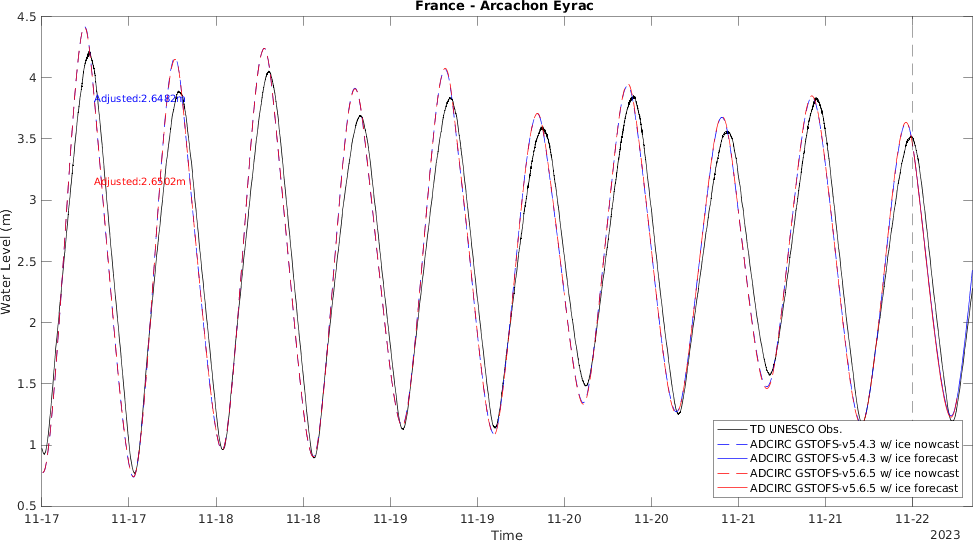 France - Arcachon Eyrac
4.5
4
3.5
3
2.5
2
1.5
1
0.5
Water Level (m)
Adjusted:2.6482m
Adjusted:2.6502m
TD UNESCO Obs.
ADCIRC GSTOFS-v5.4.3 w/ ice nowcast
ADCIRC GSTOFS-v5.4.3 w/ ice forecast
ADCIRC GSTOFS-v5.6.5 w/ ice nowcast
ADCIRC GSTOFS-v5.6.5 w/ ice forecast
11-17 11-17 11-18 11-18 11-19 11-19 11-20 11-20 11-21 11-21 11-22
Time
2023